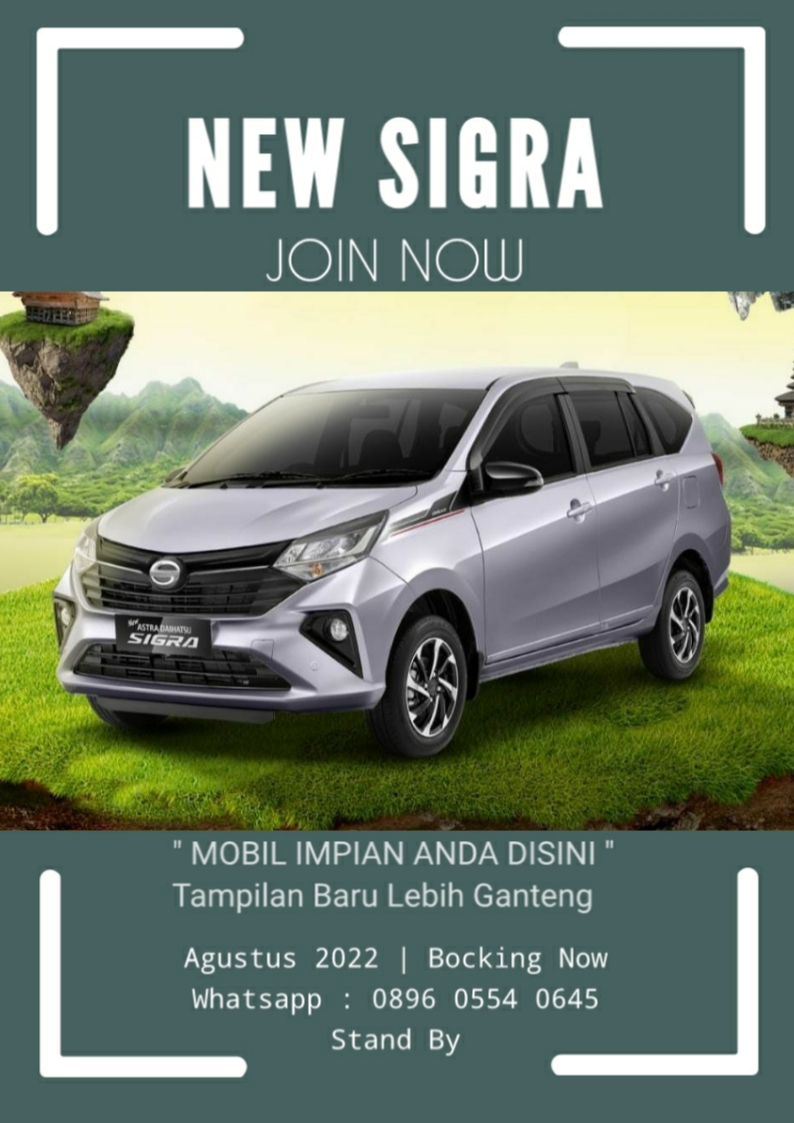 NEW SIGRA
JOIN NOW
New ASTRA DAIHATSU
SIGRA
" MOBIL IMPIAN ANDA DISINI "
Tampilan Baru Lebih Ganteng
Agustus 2022 | Bocking Now
Whatsapp : 0896 0554 0645
Stand By